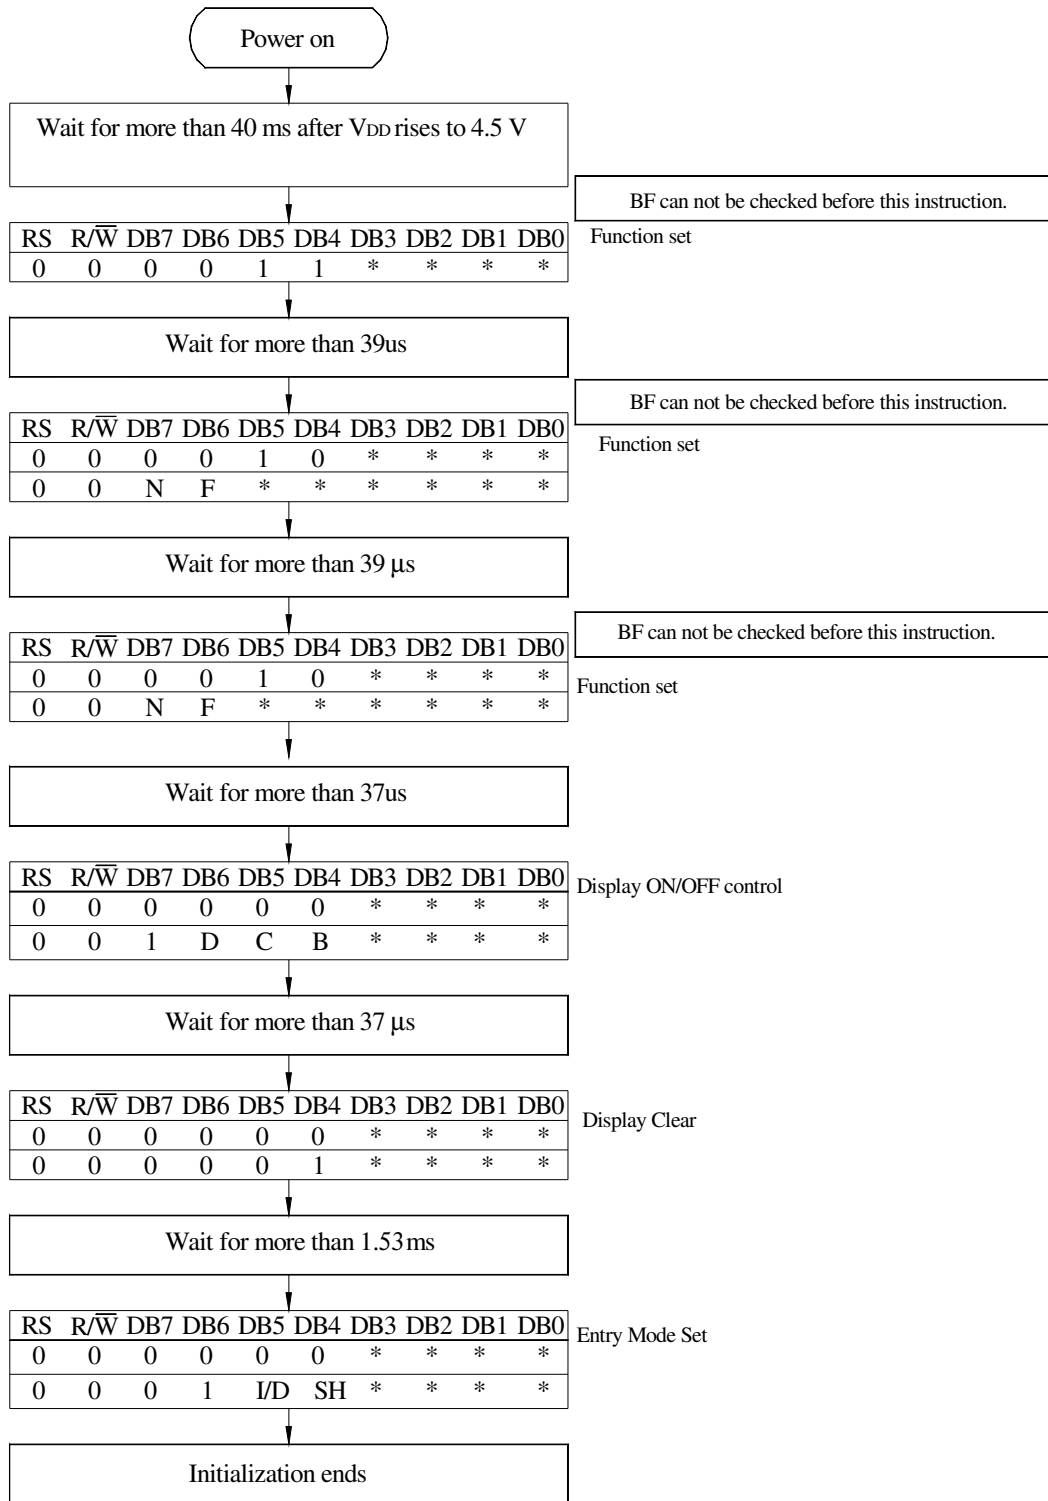 Power on
Wait for more than 40 ms after VDD rises to 4.5 V
BF can not be checked before this instruction.
RS R/W̅ DB7 DB6 DB5 DB4 DB3 DB2 DB1 DB0
Function set
0 0 0 0 1 1 * * * *
Wait for more than 39us
BF can not be checked before this instruction.
RS R/W̅ DB7 DB6 DB5 DB4 DB3 DB2 DB1 DB0
Function set
0 0 0 0 1 0 * * * *
0 0 N F * * * * * *
Wait for more than 39 μs
BF can not be checked before this instruction.
RS R/W̅ DB7 DB6 DB5 DB4 DB3 DB2 DB1 DB0
0 0 0 0 1 0 * * * *
Function set
0 0 N F * * * * * *
Wait for more than 37us
RS R/W̅ DB7 DB6 DB5 DB4 DB3 DB2 DB1 DB0
Display ON/OFF control
0 0 0 0 0 0 * * * *
0 0 1 D C B * * * *
Wait for more than 37 μs
RS R/W̅ DB7 DB6 DB5 DB4 DB3 DB2 DB1 DB0
Display Clear
0 0 0 0 0 0 * * * *
0 0 0 0 0 1 * * * *
Wait for more than 1.53ms
RS R/W̅ DB7 DB6 DB5 DB4 DB3 DB2 DB1 DB0
Entry Mode Set
0 0 0 0 0 0 * * * *
0 0 0 1 I/D SH * * * *
Initialization ends